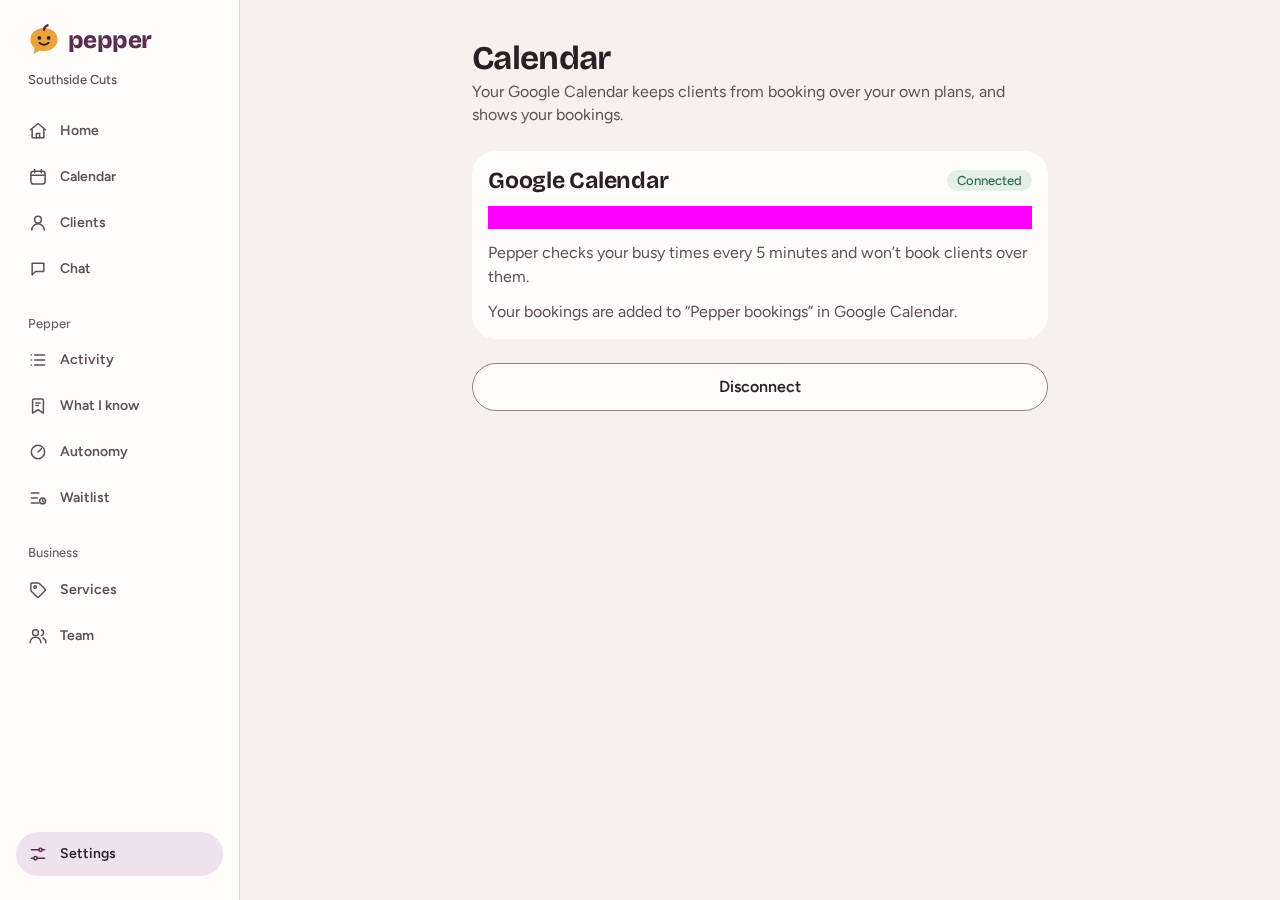 pepper
Southside Cuts
Home
Calendar
Clients
Chat
Pepper
Activity
What I know
Autonomy
Waitlist
Business
Services
Team
Settings
Calendar
Your Google Calendar keeps clients from booking over your own plans, and
shows your bookings.
Google Calendar
Connected
Pepper checks your busy times every 5 minutes and won’t book clients over
them.
Your bookings are added to “Pepper bookings” in Google Calendar.
Disconnect